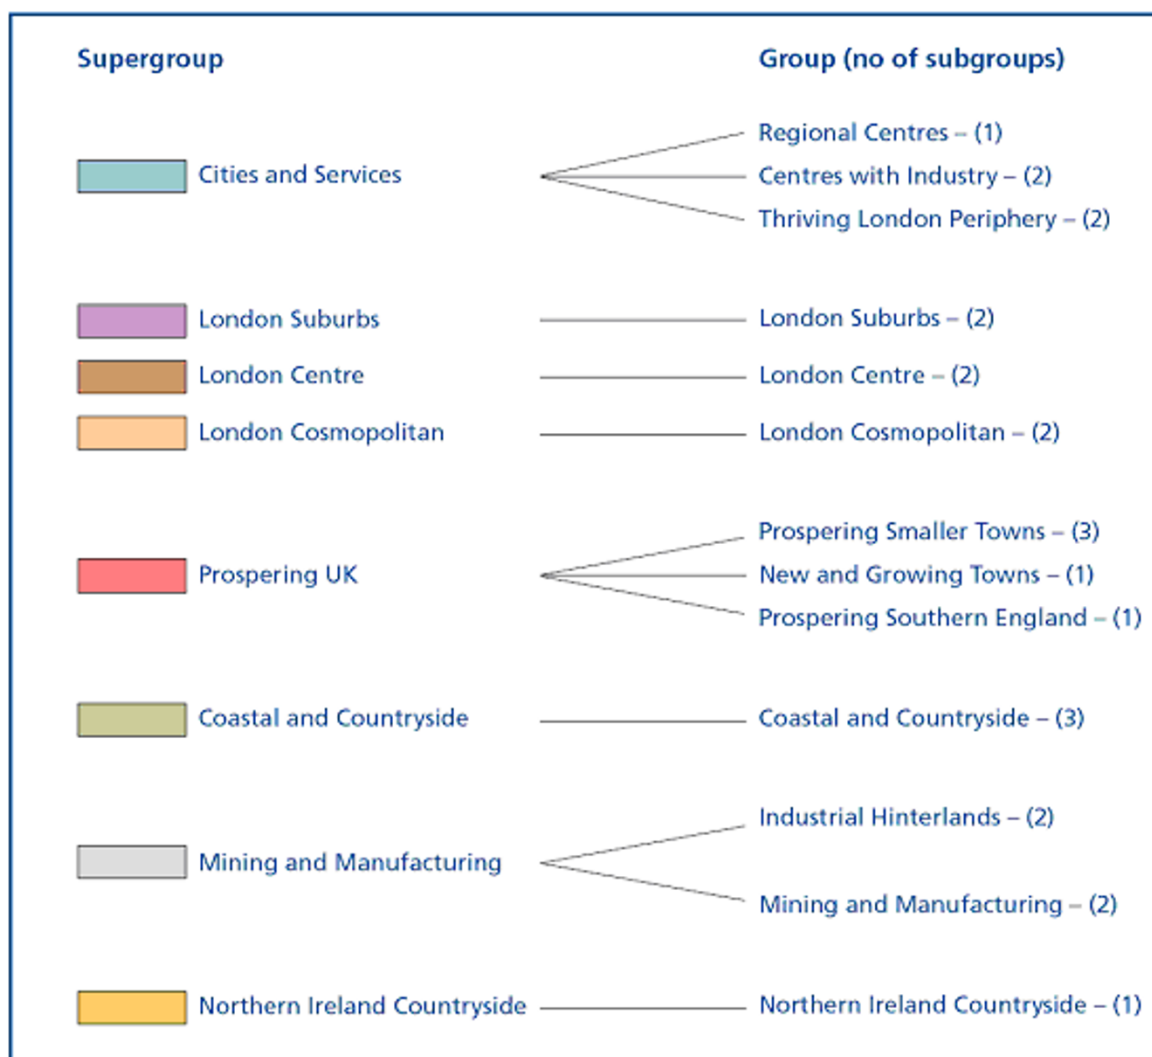 Supergroup
Group (no of subgroups)
Cities and Services
Regional Centres – (1)
Centres with Industry – (2)
Thriving London Periphery – (2)
London Suburbs
London Suburbs – (2)
London Centre
London Centre – (2)
London Cosmopolitan
London Cosmopolitan – (2)
Prospering UK
Prospering Smaller Towns – (3)
New and Growing Towns – (1)
Prospering Southern England – (1)
Coastal and Countryside
Coastal and Countryside – (3)
Mining and Manufacturing
Industrial Hinterlands – (2)
Mining and Manufacturing – (2)
Northern Ireland Countryside
Northern Ireland Countryside – (1)